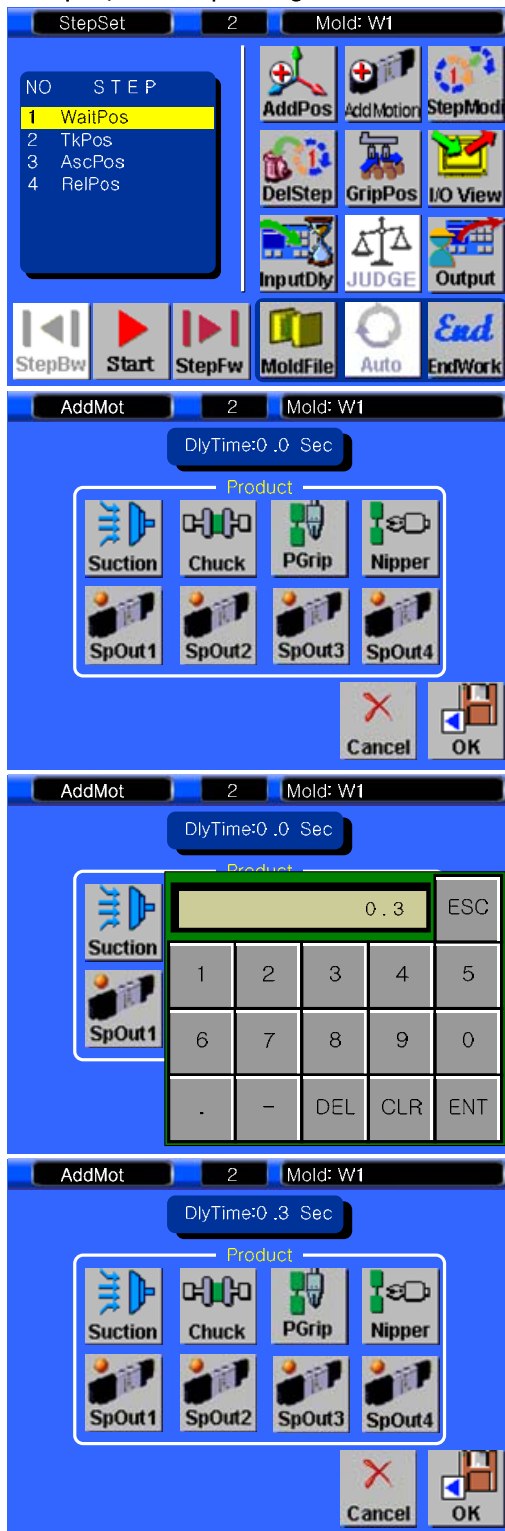 StepSet 2 Mold: W1
NO STEP
1 WaitPos
2 TkPos
3 AscPos
4 RelPos
AddPos AddMotion StepModi
DelStep GripPos I/O View
InputDly JUDGE Output
StepBw Start StepFw MoldFile Auto End EndWork
AddMot 2 Mold: W1
DlyTime:0 .0 Sec
Product
Suction Chuck PGrip Nipper
SpOut1 SpOut2 SpOut3 SpOut4
Cancel OK
AddMot 2 Mold: W1
DlyTime:0 .0 Sec
Product
0 . 3 ESC
Suction
1 2 3 4 5
SpOut1
6 7 8 9 0
. - DEL CLR ENT
AddMot 2 Mold: W1
DlyTime:0 .3 Sec
Product
Suction Chuck PGrip Nipper
SpOut1 SpOut2 SpOut3 SpOut4
Cancel OK